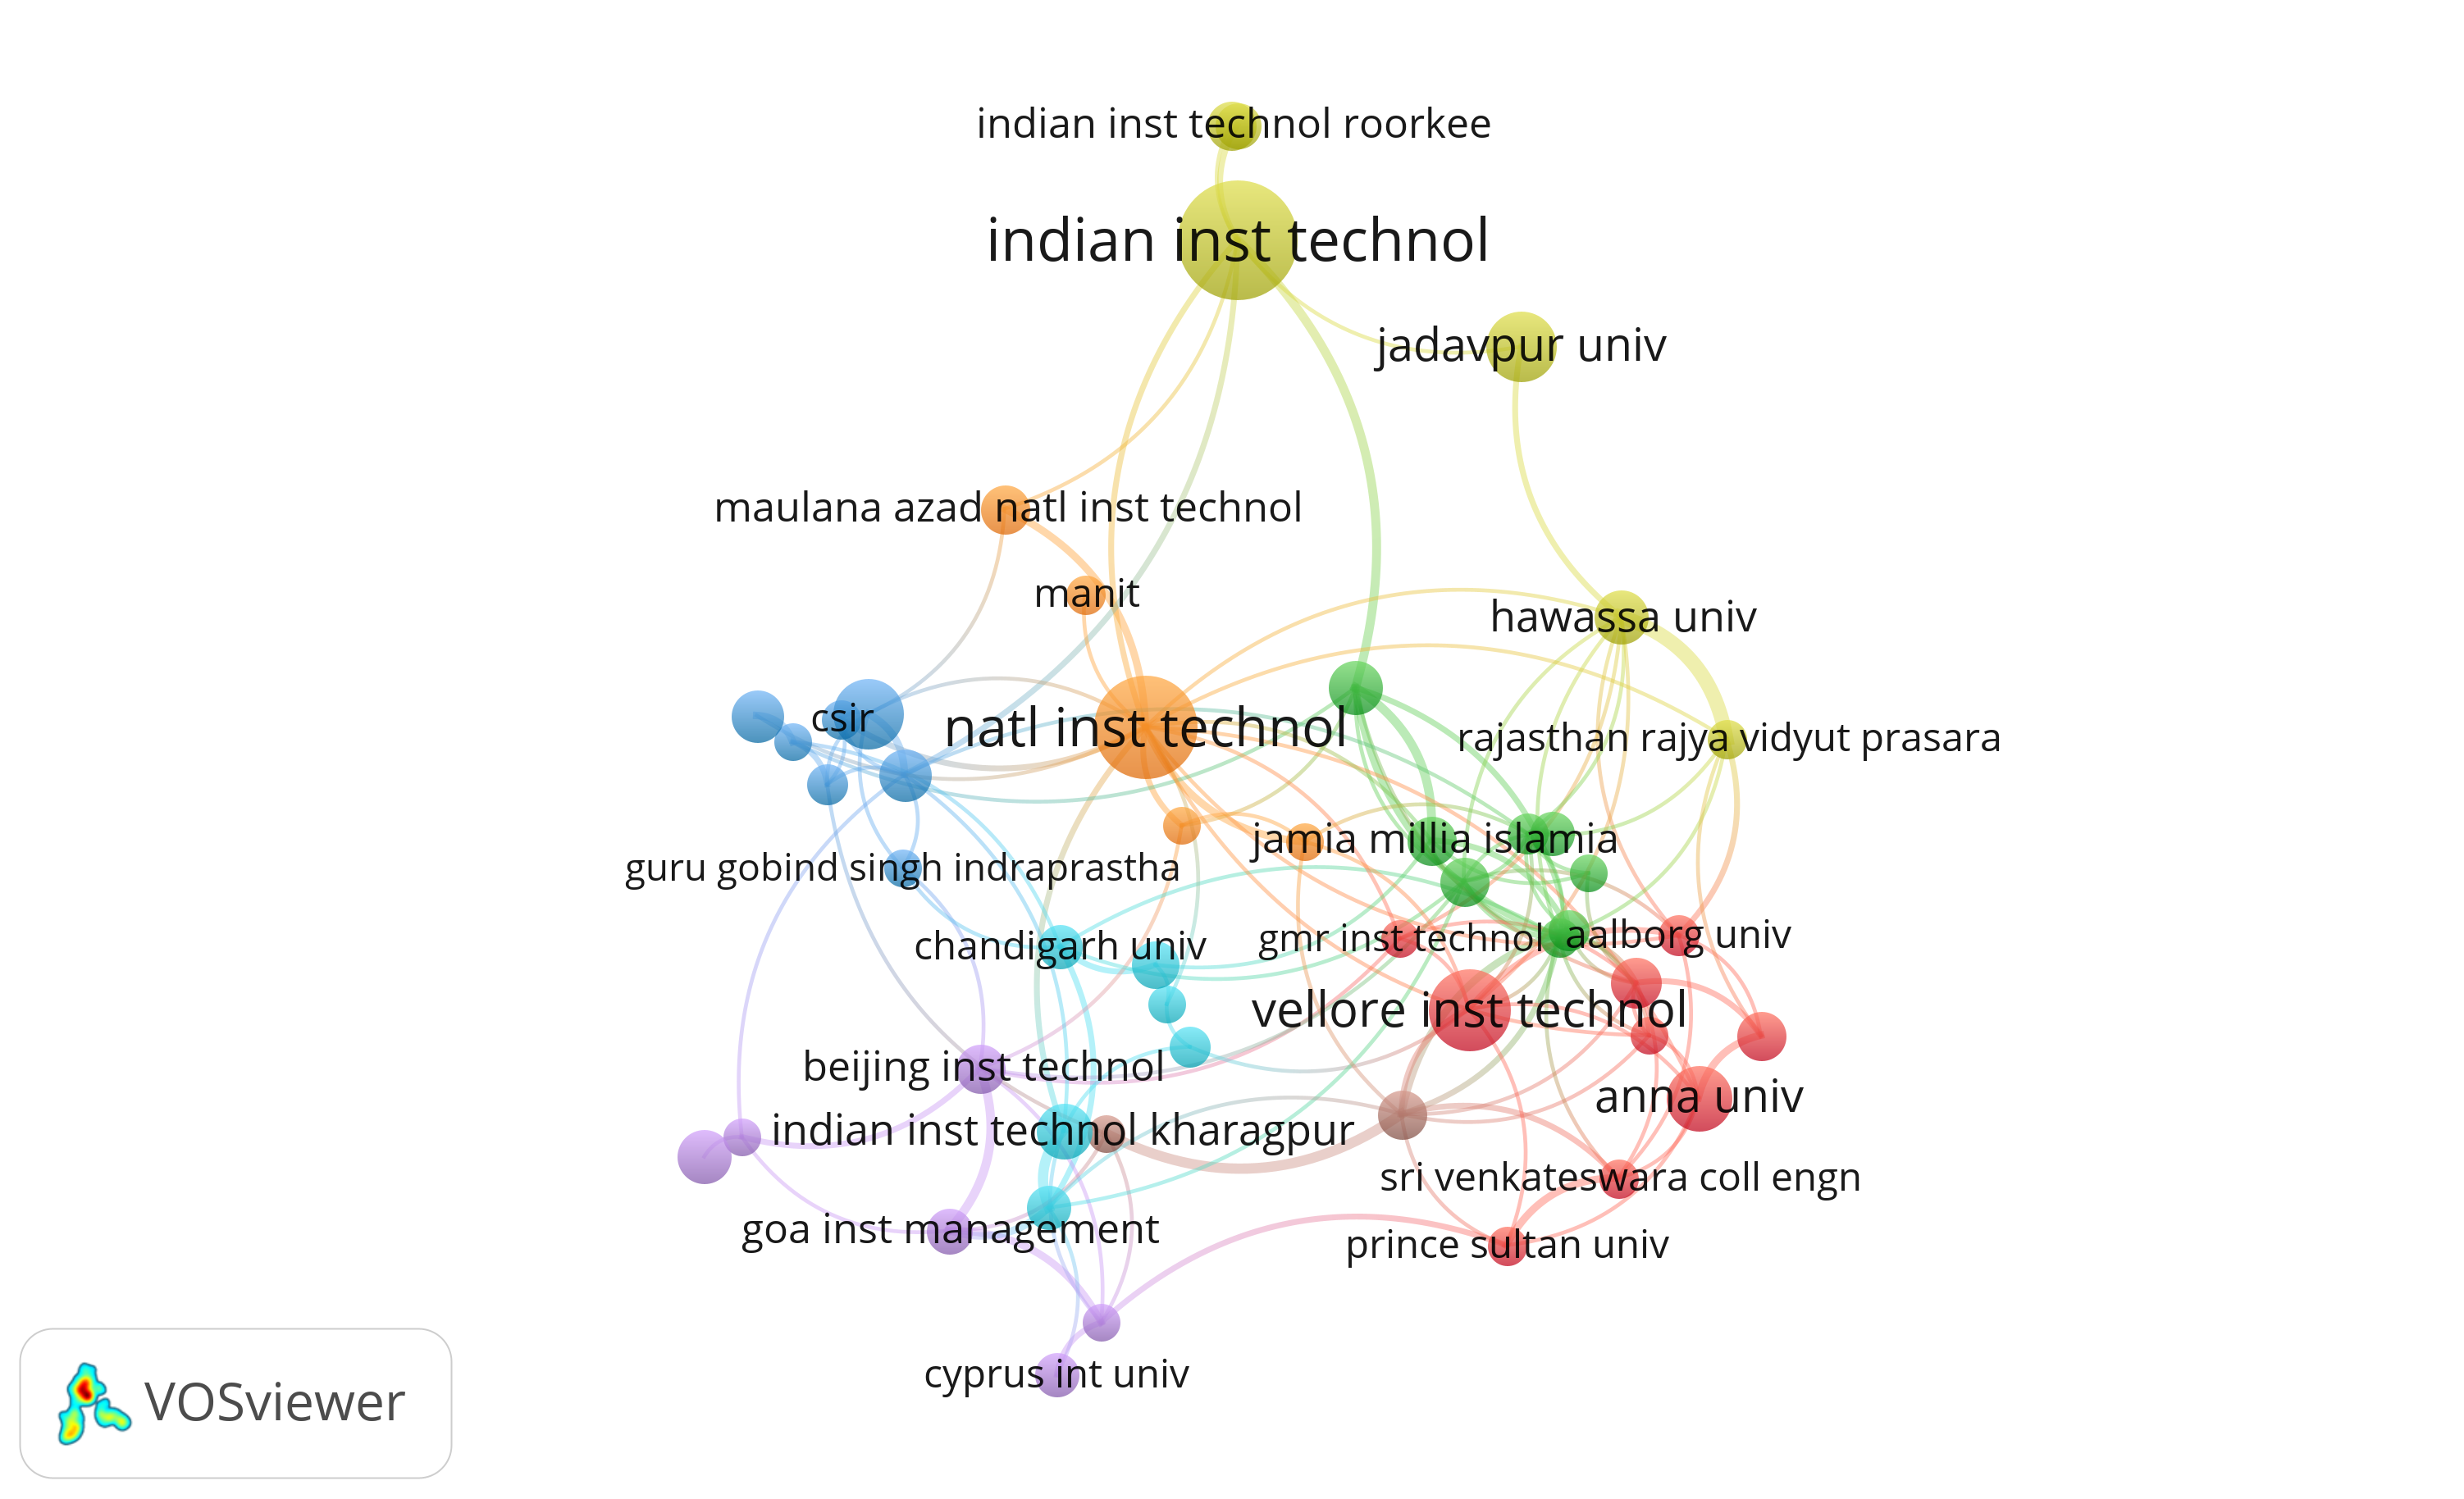 indian inst technol roorkee
indian inst technol
jadavpur univ
maulana azad natl inst technol
manit
hawassa univ
csir
natl inst technol
rajasthan rajya vidyut prasara
jamia millia islamia
guru gobind singh indraprastha
chandigarh univ
gmr inst technol
aalborg univ
vellore inst technol
beijing inst technol
anna univ
indian inst technol kharagpur
sri venkateswara coll engn
goa inst management
prince sultan univ
cyprus int univ
VOSviewer